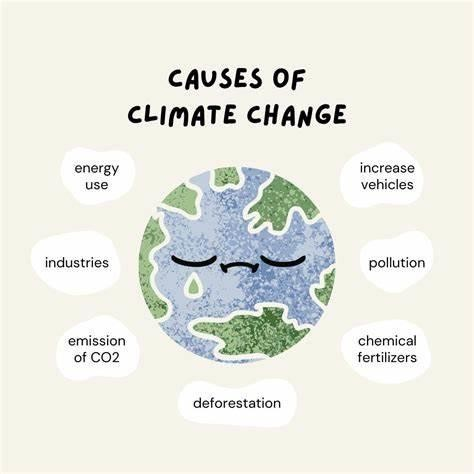 CAUSES OF
CLIMATE CHANGE
energy
use
increase
vehicles
industries
pollution
emission
of CO2
chemical
fertilizers
deforestation